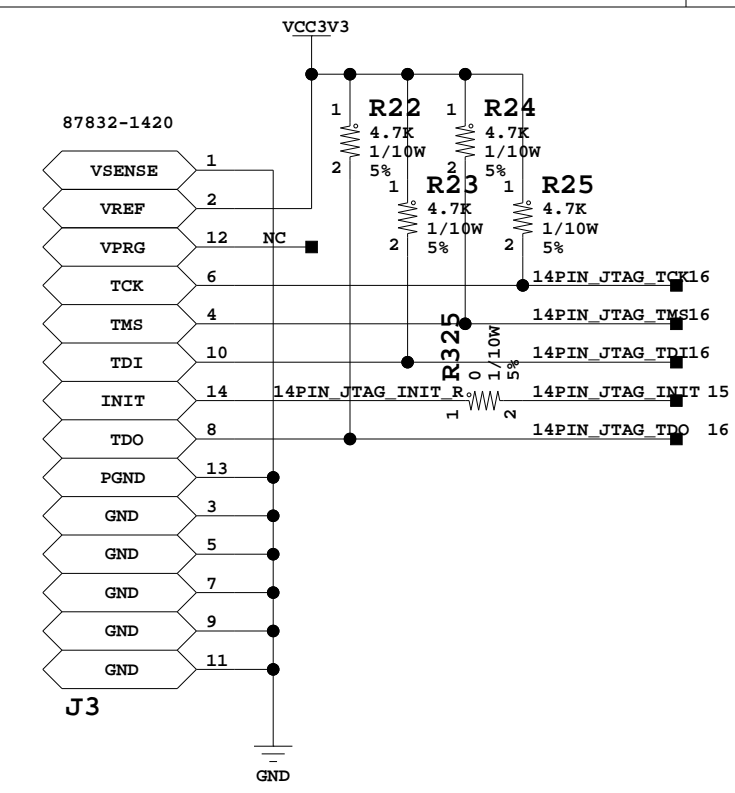 VCC3V3
87832-1420
1 R22
4.7K
1/10W
5%
2
1 R24
4.7K
1/10W
5%
2
1 R23
4.7K
1/10W
5%
2
1 R25
4.7K
1/10W
5%
2
VSENSE 1
VREF 2
VPRG 12 NC
TCK 6 14PIN_JTAG_TCK16
TMS 4 14PIN_JTAG_TMS16
TDI 10 14PIN_JTAG_TDI16
R325
0
1/10W
5%
INIT 14 14PIN_JTAG_INIT_R 1 2 14PIN_JTAG_INIT 15
TDO 8 14PIN_JTAG_TDO 16
PGND 13
GND 3
GND 5
GND 7
GND 9
GND 11
J3
GND